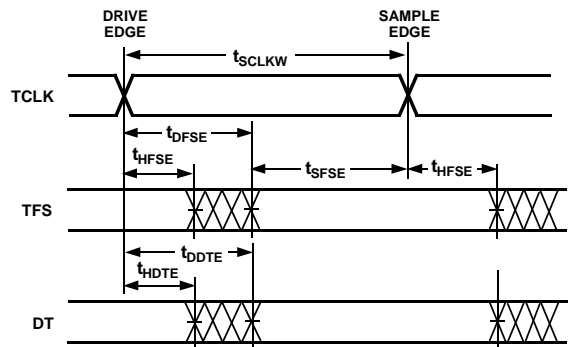 DRIVE
EDGE
SAMPLE
EDGE
tSCLKW
TCLK
tDFSE
tHFSE
tSFSE
tHFSE
TFS
tDDTE
tHDTE
DT